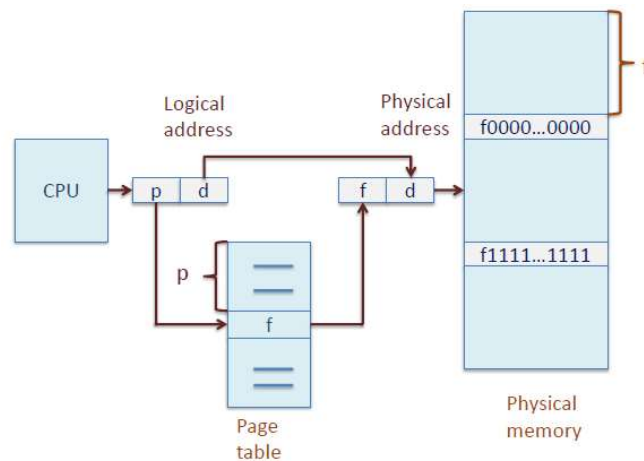 Logical
address
Physical
address
f0000...0000
CPU
p
d
f
d
f1111...1111
p
f
Page
table
Physical
memory